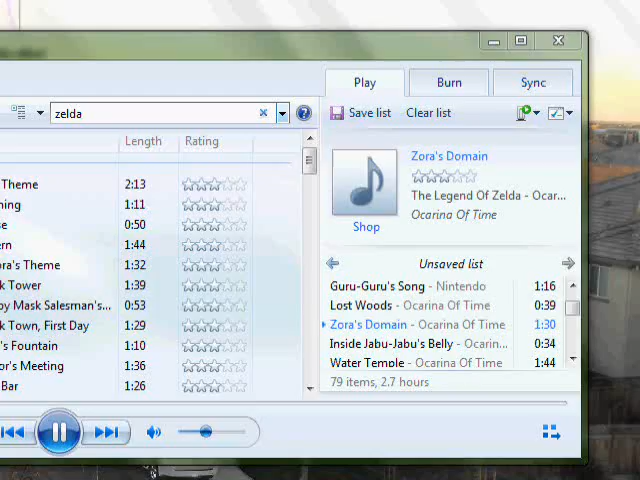 Play Burn Sync
zelda
Save list Clear list
Length Rating
Zora's Domain
The Legend Of Zelda - Ocar...
Ocarina Of Time
Shop
Unsaved list
Theme 2:13
ning 1:11
se 0:50
ern 1:44
ora's Theme 1:32
k Tower 1:39
py Mask Salesman's... 0:53
k Town, First Day 1:29
's Fountain 1:10
or's Meeting 1:36
Bar 1:26
Guru-Guru's Song - Nintendo 1:16
Lost Woods - Ocarina Of Time 0:39
Zora's Domain - Ocarina Of Time 1:30
Inside Jabu-Jabu's Belly - Ocarin... 0:34
Water Temple - Ocarina Of Time 1:44
79 items, 2.7 hours